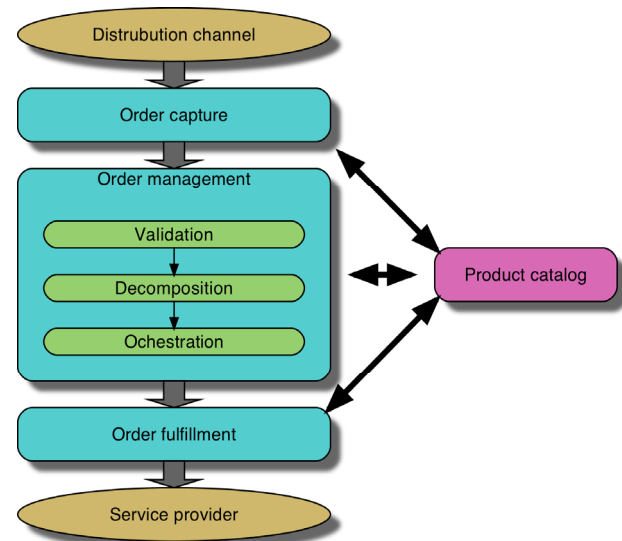 Distrubution channel
Order capture
Order management
Validation
Decomposition
Ochestration
Product catalog
Order fulfillment
Service provider